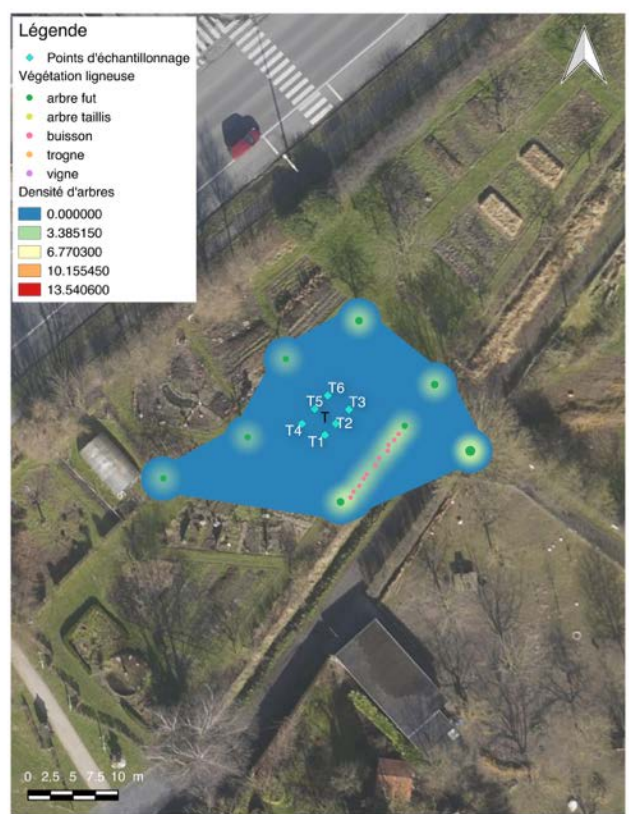 Légende
Points d'échantillonnage
Végétation ligneuse
arbre fut
arbre taillis
buisson
trogne
vigne
Densité d'arbres
0.000000
3.385150
6.770300
10.155450
13.540600
T6
T5 T3
T
T4 T2
T1
0 2.5 5 7.5 10 m